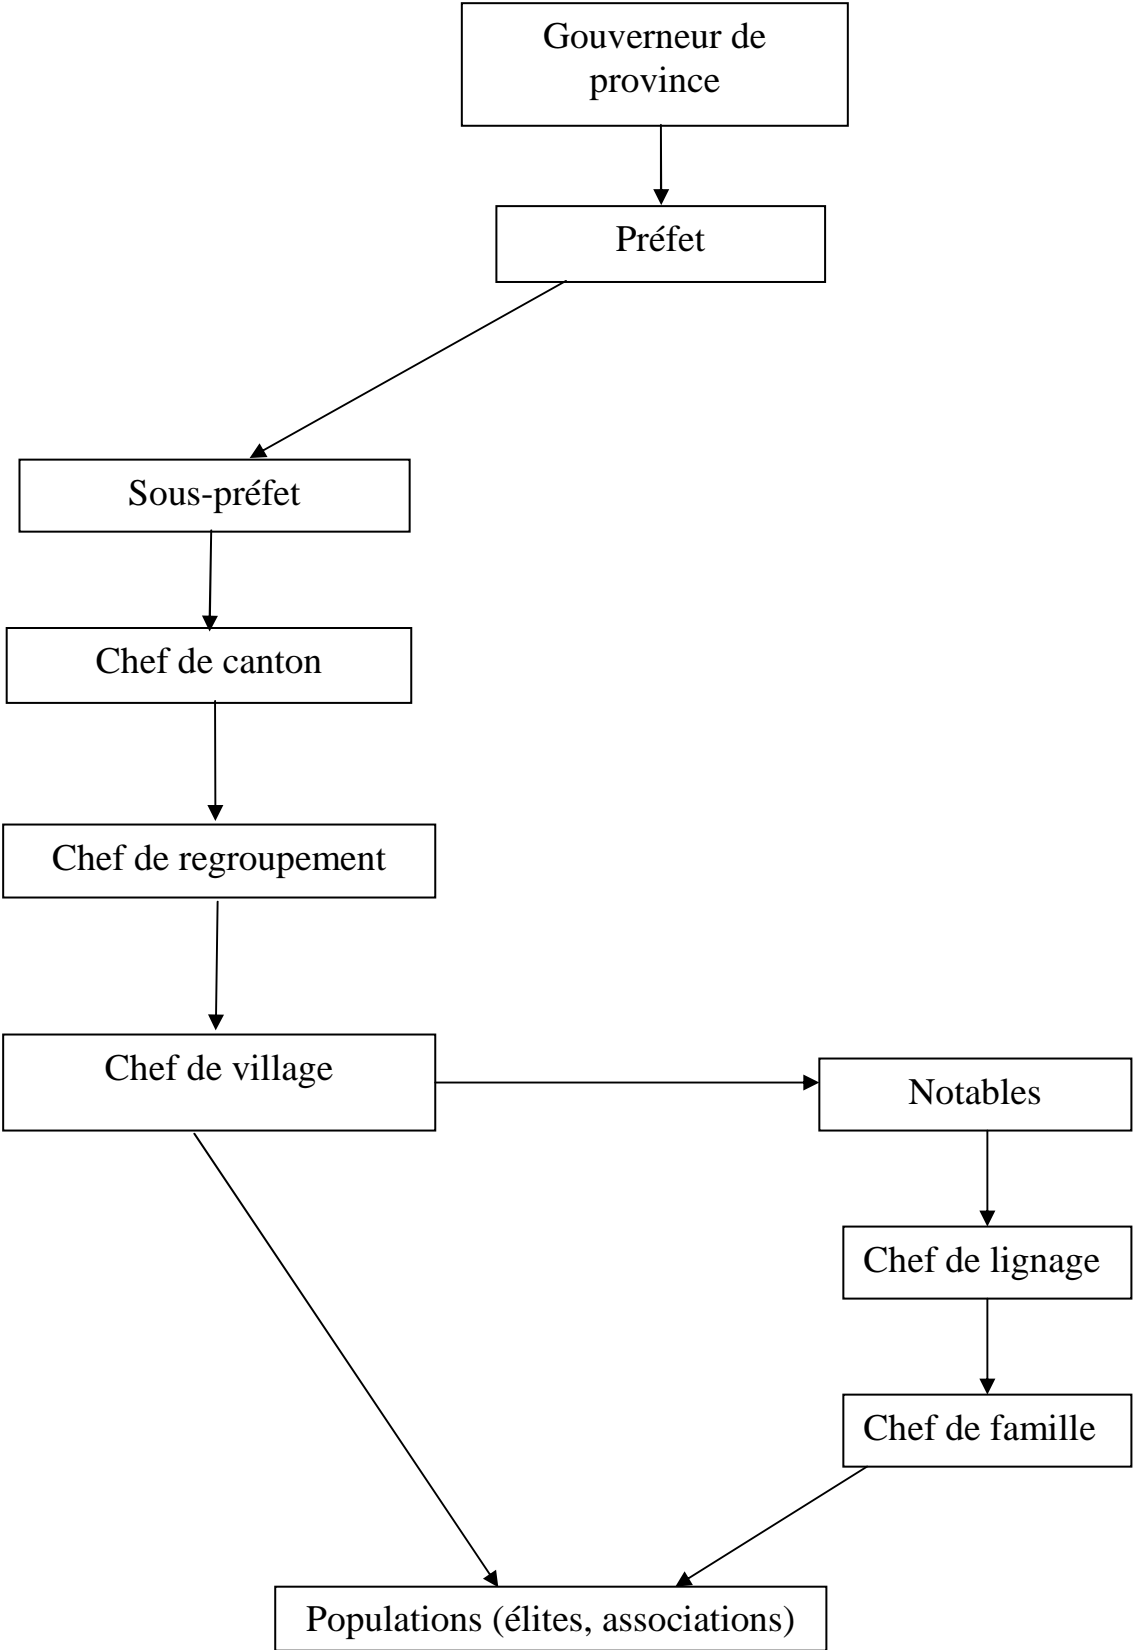 Gouverneur de
province
Préfet
Sous-préfet
Chef de canton
Chef de regroupement
Chef de village
Notables
Chef de lignage
Chef de famille
Populations (élites, associations)